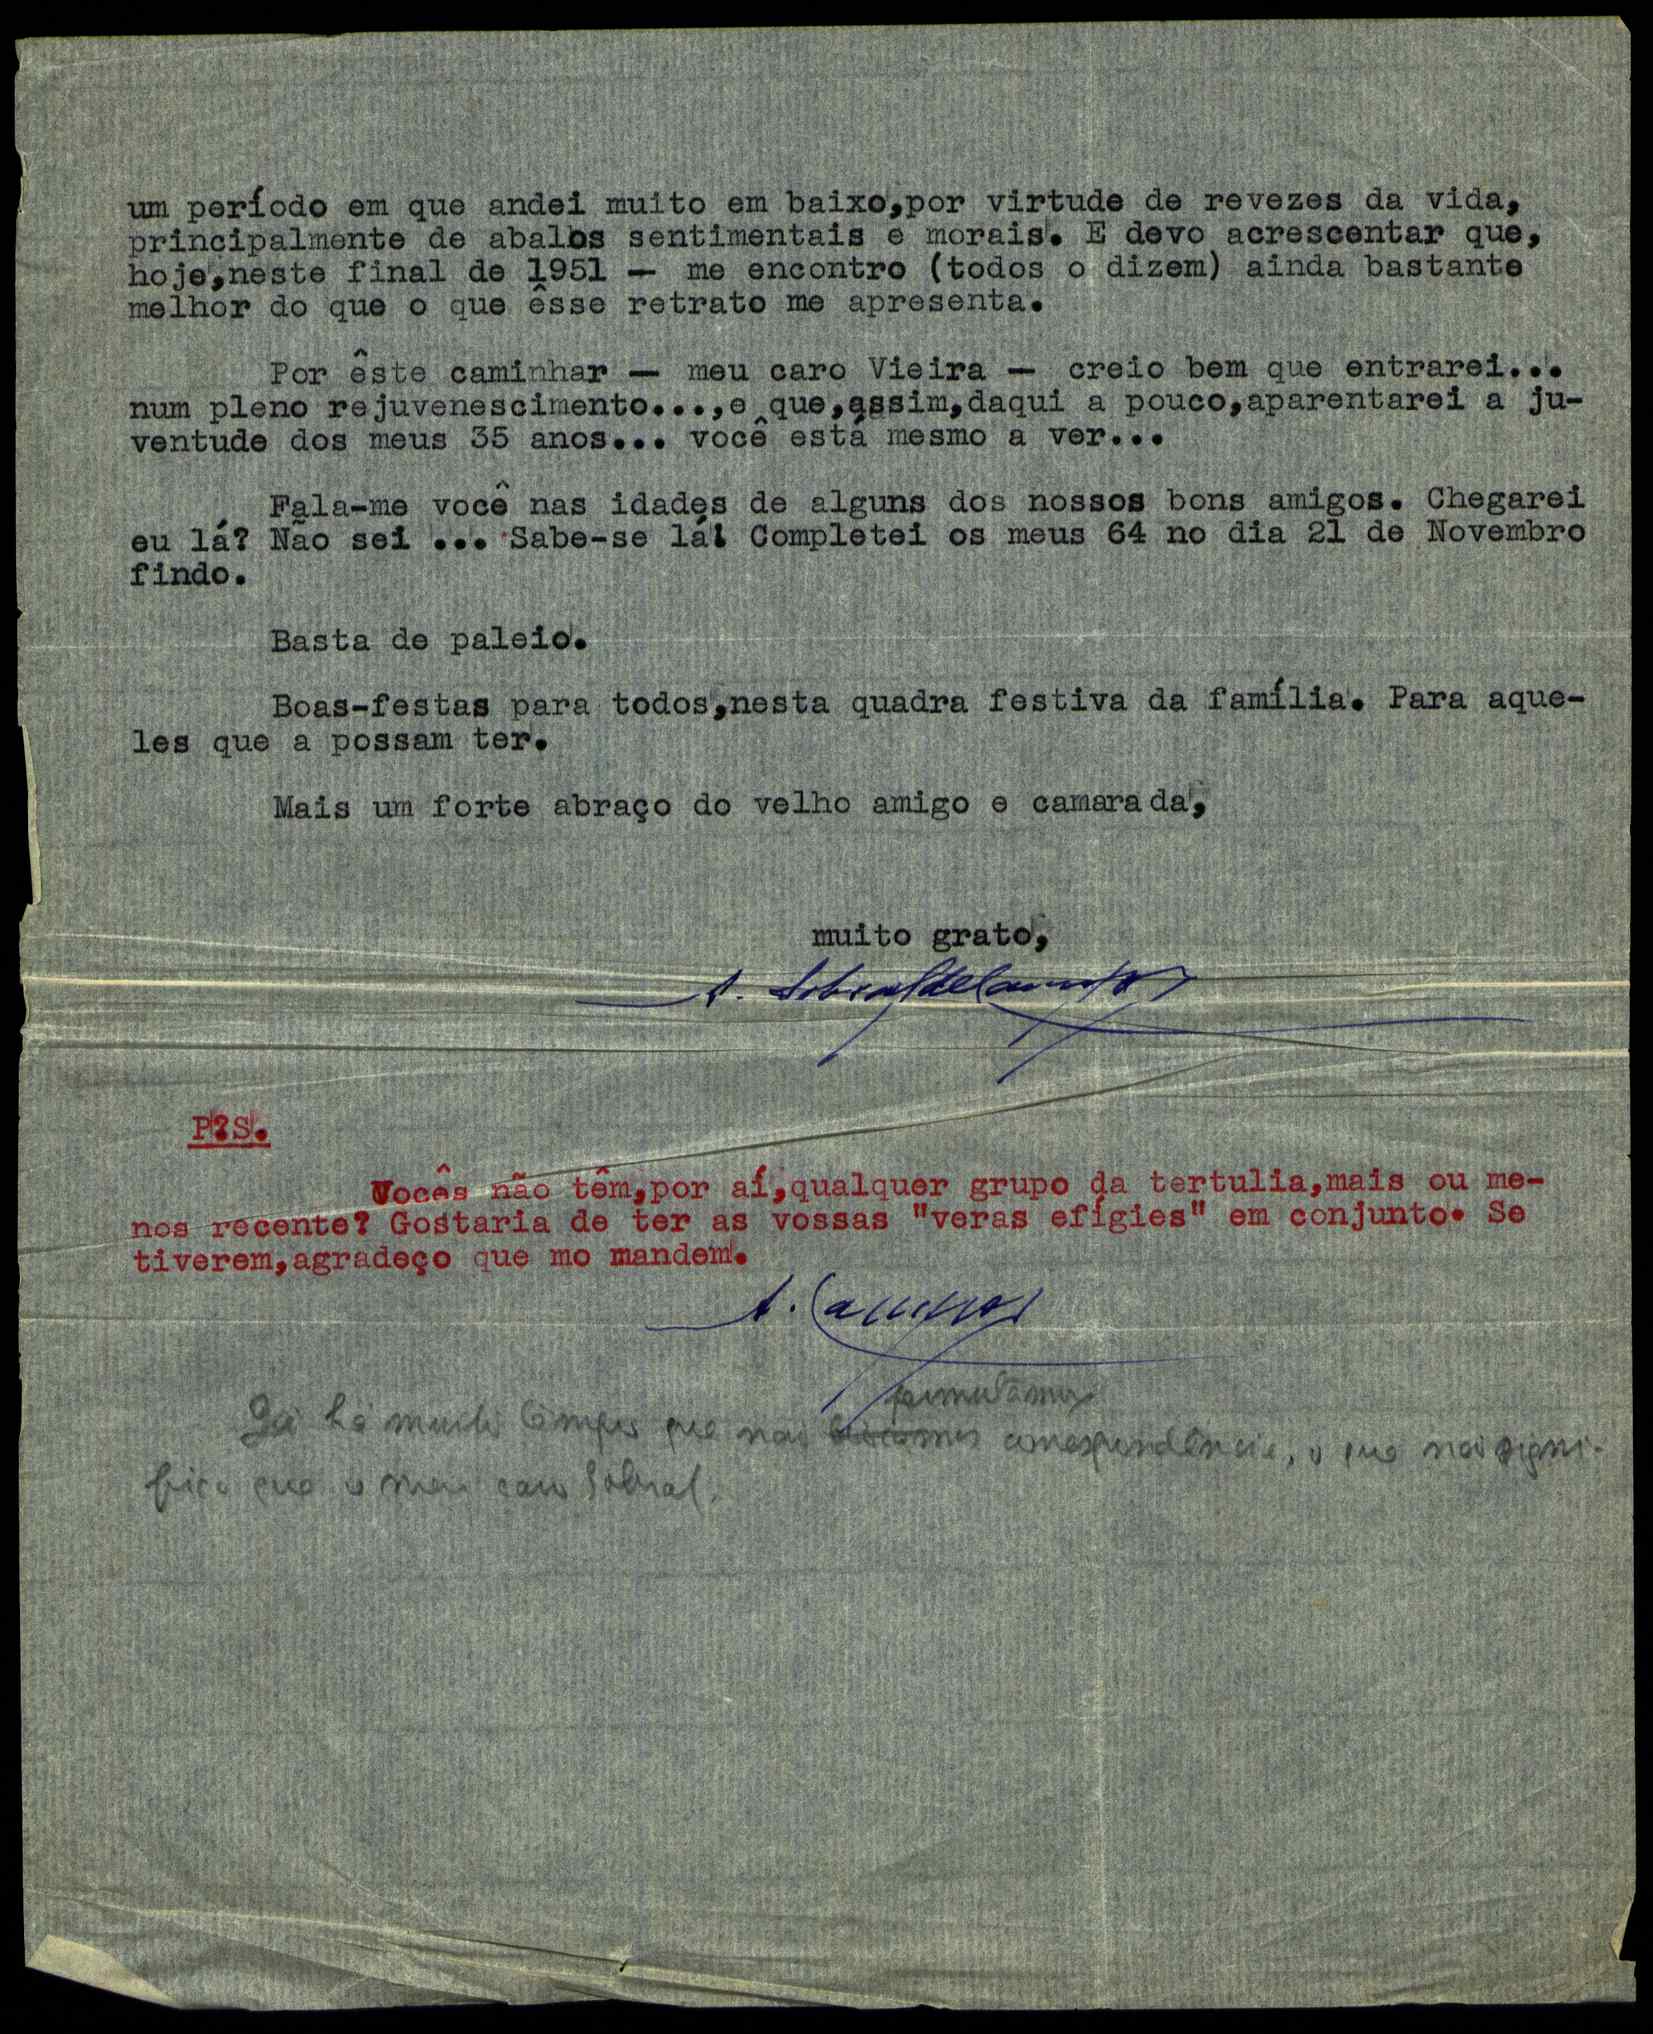 um período em que andei muito em baixo,por virtude de revezes da vida,
principalmente de abalos sentimentais e morais. E devo acrescentar que,
hoje,neste final de 1951 — me encontro (todos o dizem) ainda bastante
melhor do que o que êsse retrato me apresenta.
Por êste caminhar — meu caro Vieira — creio bem que entrarei...
num pleno rejuvenescimento...,e que,assim,daqui a pouco,aparentarei a ju-
ventude dos meus 35 anos... você está mesmo a ver...
Fala-me você nas idades de alguns dos nossos bons amigos. Chegarei
eu lá? Não sei ... Sabe-se lá! Completei os meus 64 no dia 21 de Novembro
findo.
Basta de paleio.
Boas-festas para todos,nesta quadra festiva da família. Para aque-
les que a possam ter.
Mais um forte abraço do velho amigo e camarada,
muito grato,
A. Sobral de Campos
P?S.
Vocês não têm,por aí,qualquer grupo da tertulia,mais ou me-
nos recente? Gostaria de ter as vossas "veras efígies" em conjunto. Se
tiverem,agradeço que mo mandem.
A. Campos
permutamos
Já há muito tempo que não correspondência, o que não signi-
fica que o meu caro Sobral.